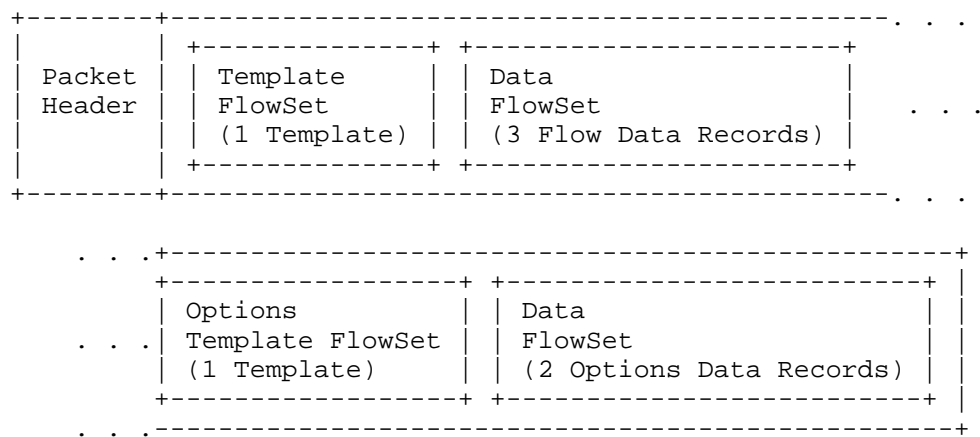 Packet Header
Template FlowSet (1 Template)
Data FlowSet (3 Flow Data Records)
. . .
Options Template FlowSet (1 Template)
Data FlowSet (2 Options Data Records)